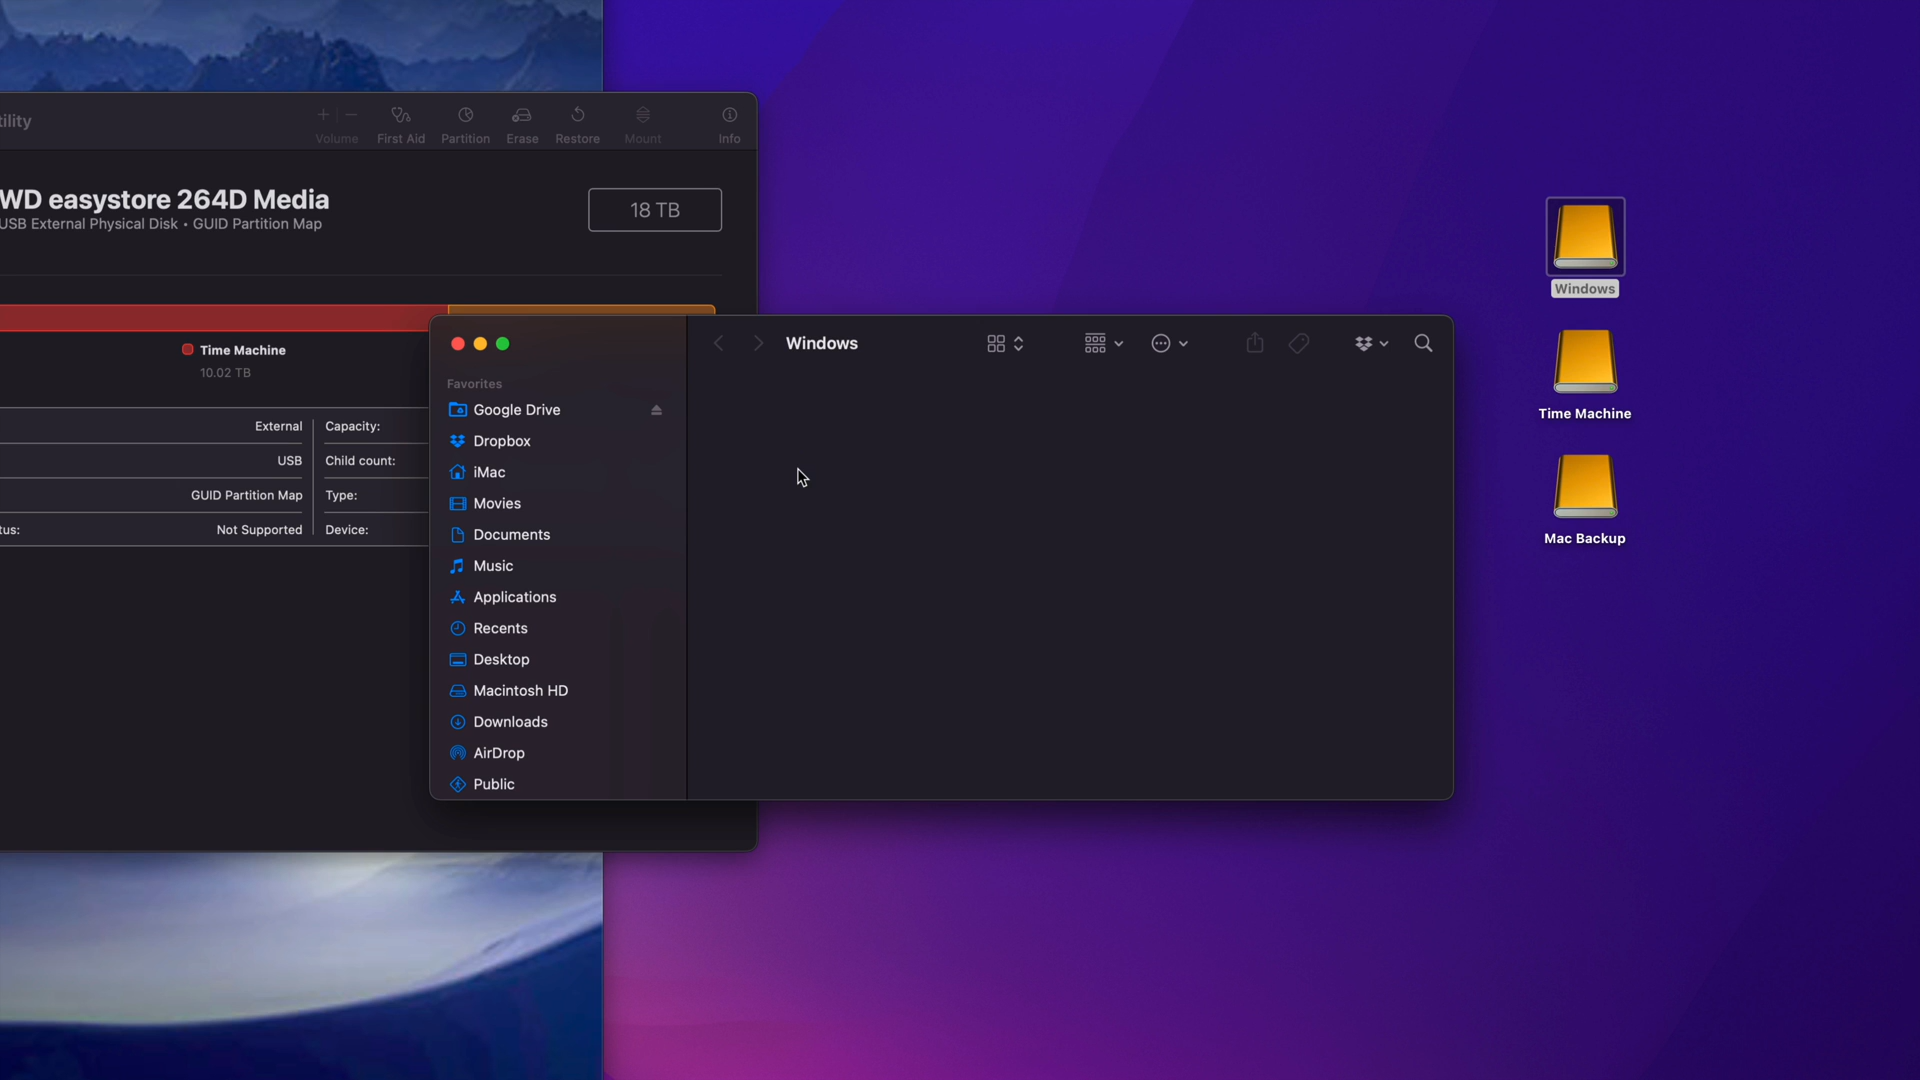 tility
Volume
First Aid
Partition
Erase
Restore
Mount
Info
WD easystore 264D Media
USB External Physical Disk • GUID Partition Map
18 TB
Time Machine
10.02 TB
External
Capacity:
USB
Child count:
GUID Partition Map
Type:
tus:
Not Supported
Device:
Windows
Favorites
Google Drive
Dropbox
iMac
Movies
Documents
Music
Applications
Recents
Desktop
Macintosh HD
Downloads
AirDrop
Public
Windows
Time Machine
Mac Backup